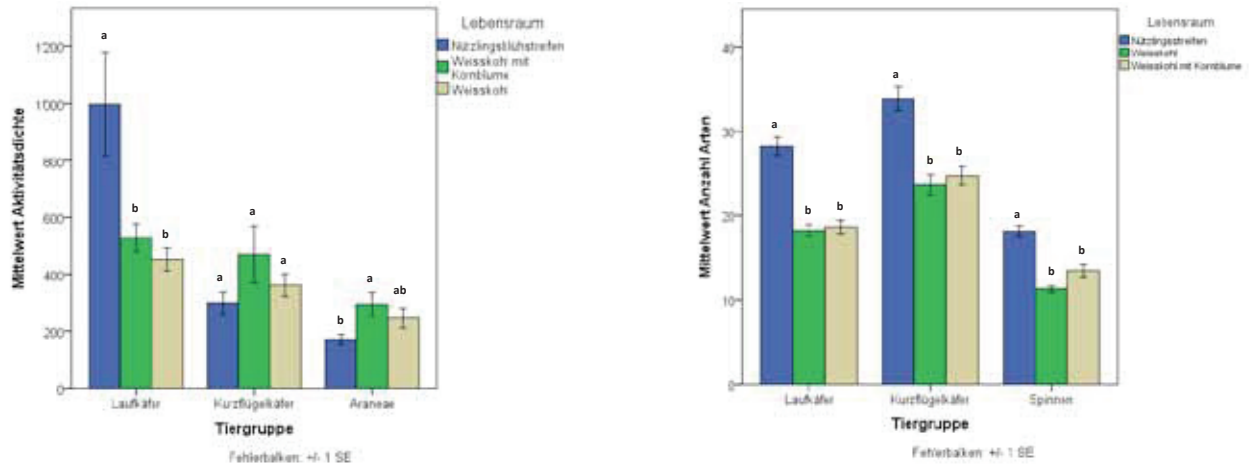 Lebensraum
Nützlingsblühstreifen
Weisskohl mit
Kornblume
Weisskohl
Mittelwert Aktivitätsdichte
1'200
1000
800
600
400
200
0
a
b
b
a
a
a
b
a
ab
Laufkäfer
Kurzflügelkäfer
Araneae
Tiergruppe
Fehlerbalken: +/- 1 SE
Lebensraum
Nützlingsstreifen
Weisskohl
Weisskohl mit Kornblume
Mittelwert Anzahl Arten
40
30
20
10
0
a
b
b
a
b
b
a
b
b
Laufkäfer
Kurzflügelkäfer
Spinnen
Tiergruppe
Fehlerbalken: +/- 1 SE